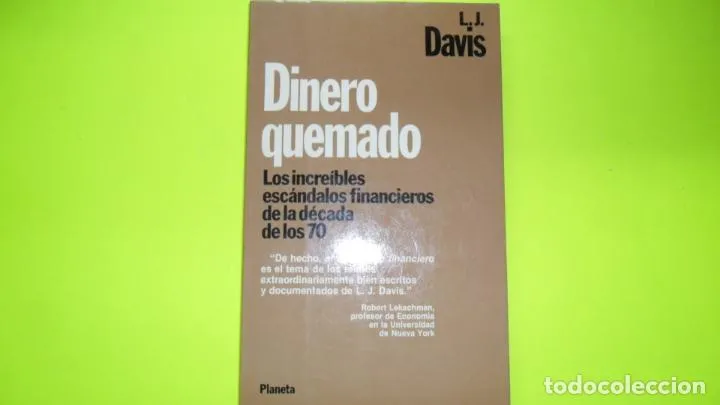 L. J.
Davis
Dinero
quemado
Los increíbles
escándalos financieros
de la década
de los 70
"De hecho, financiero
es el tema de los
extraordinariamente bien escritos
y documentados de L. J. Davis."
Robert Lekachman,
profesor de Economía
en la Universidad
de Nueva York
Planeta
todocoleccion